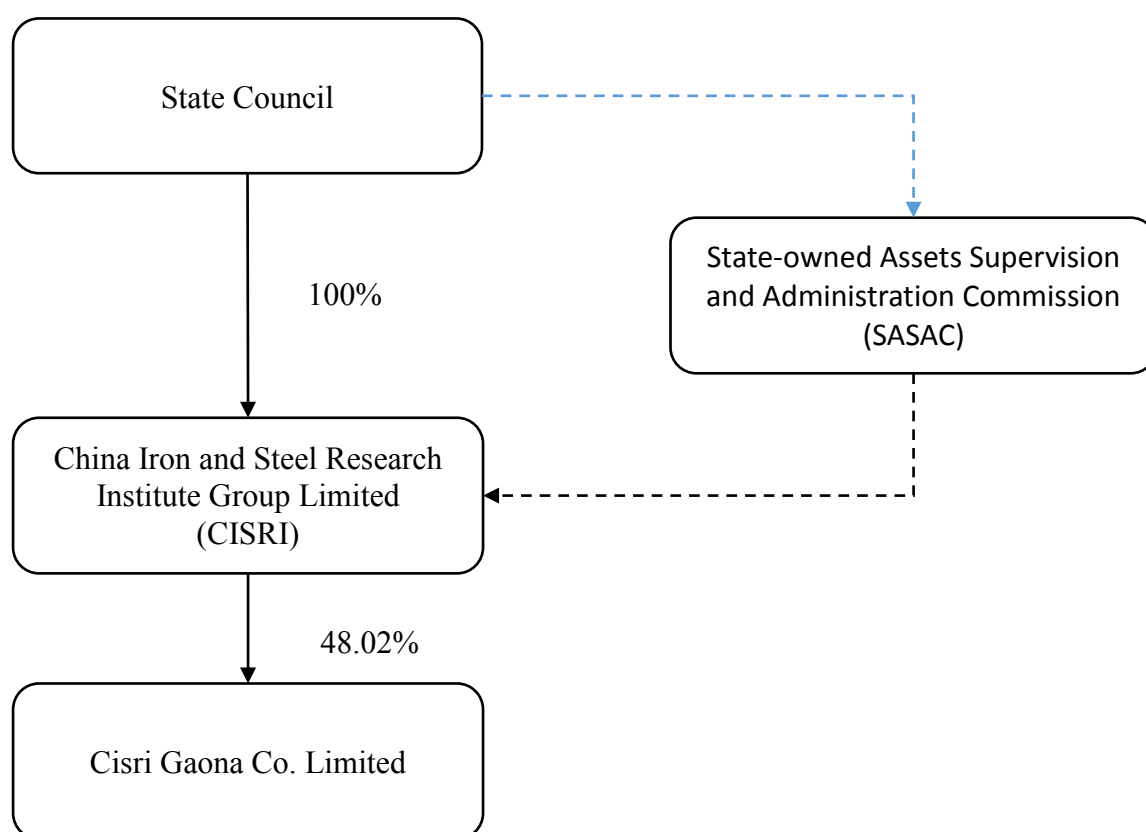 State Council
State-owned Assets Supervision
and Administration Commission
(SASAC)
100%
China Iron and Steel Research
Institute Group Limited
(CISRI)
48.02%
Cisri Gaona Co. Limited